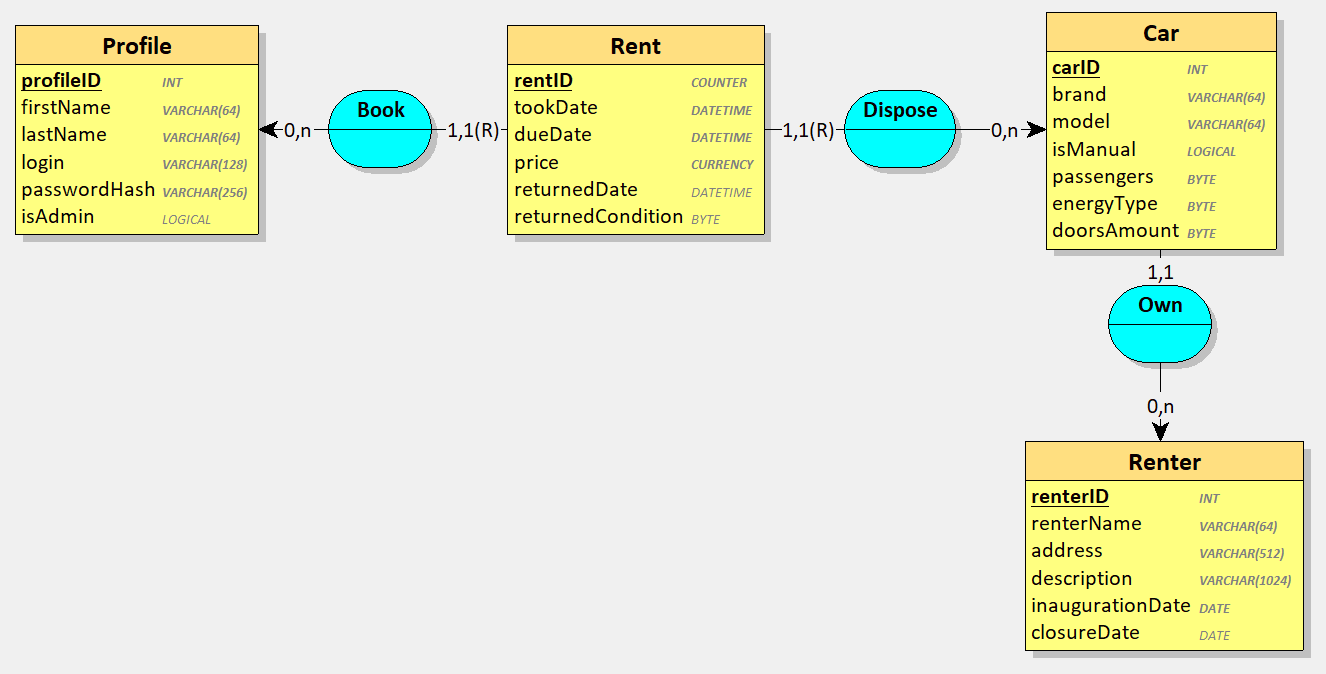 Profile
profileID INT
firstName VARCHAR(64)
lastName VARCHAR(64)
login VARCHAR(128)
passwordHash VARCHAR(256)
isAdmin LOGICAL
0,n
Book
1,1(R)
Rent
rentID COUNTER
tookDate DATETIME
dueDate DATETIME
price CURRENCY
returnedDate DATETIME
returnedCondition BYTE
1,1(R)
Dispose
0,n
Car
carID INT
brand VARCHAR(64)
model VARCHAR(64)
isManual LOGICAL
passengers BYTE
energyType BYTE
doorsAmount BYTE
1,1
Own
0,n
Renter
renterID INT
renterName VARCHAR(64)
address VARCHAR(512)
description VARCHAR(1024)
inaugurationDate DATE
closureDate DATE